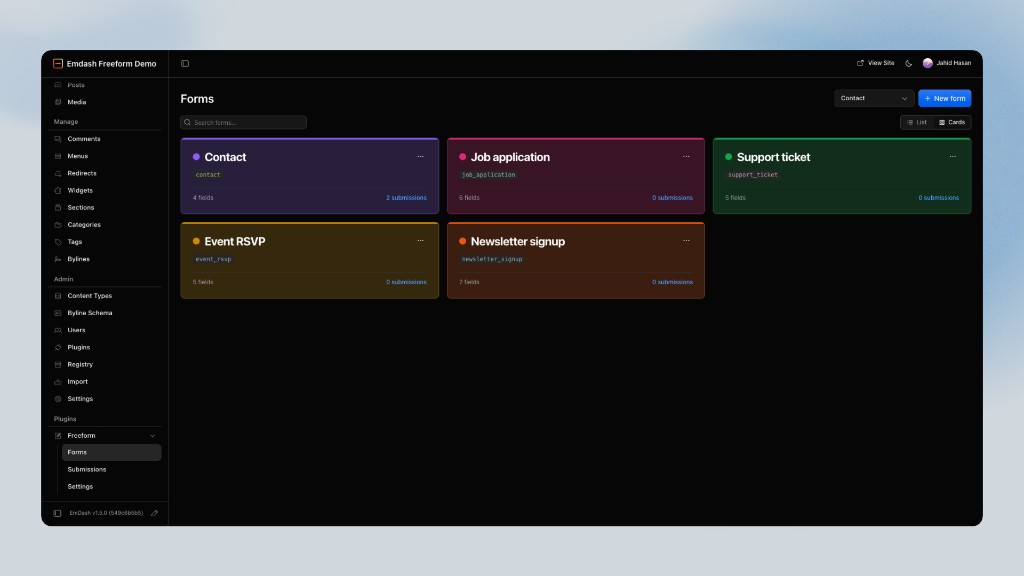 Emdash Freeform Demo
View Site
Jahid Hasan
Posts
Media
Manage
Comments
Menus
Redirects
Widgets
Sections
Categories
Tags
Bylines
Admin
Content Types
Byline Schema
Users
Plugins
Registry
Import
Settings
Plugins
Freeform
Forms
Submissions
Settings
Forms
Contact
+ New form
Search forms...
List
Cards
Contact
contact
4 fields
2 submissions
Job application
job_application
6 fields
0 submissions
Support ticket
support_ticket
5 fields
0 submissions
Event RSVP
event_rsvp
5 fields
0 submissions
Newsletter signup
newsletter_signup
7 fields
0 submissions